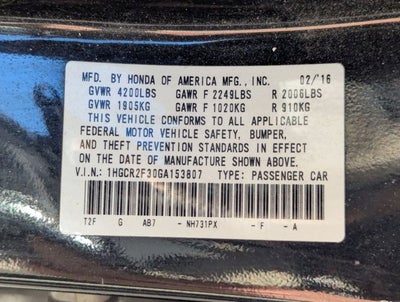 MFD. BY HONDA OF AMERICA MFG., INC. 02/16
GVWR 4200LBS GAWR F 2249LBS R 2006LBS
GVWR 1905KG GAWR F 1020KG R 910KG
THIS VEHICLE CONFORMS TO ALL APPLICABLE
FEDERAL MOTOR VEHICLE SAFETY, BUMPER,
AND THEFT PREVENTION STANDARDS IN EFFECT
ON THE DATE OF MANUFACTURE SHOWN ABOVE.
V.I.N.: 1HGCR2F30GA153807 TYPE: PASSENGER CAR
T2F G AB7 - NH731PX - F - A